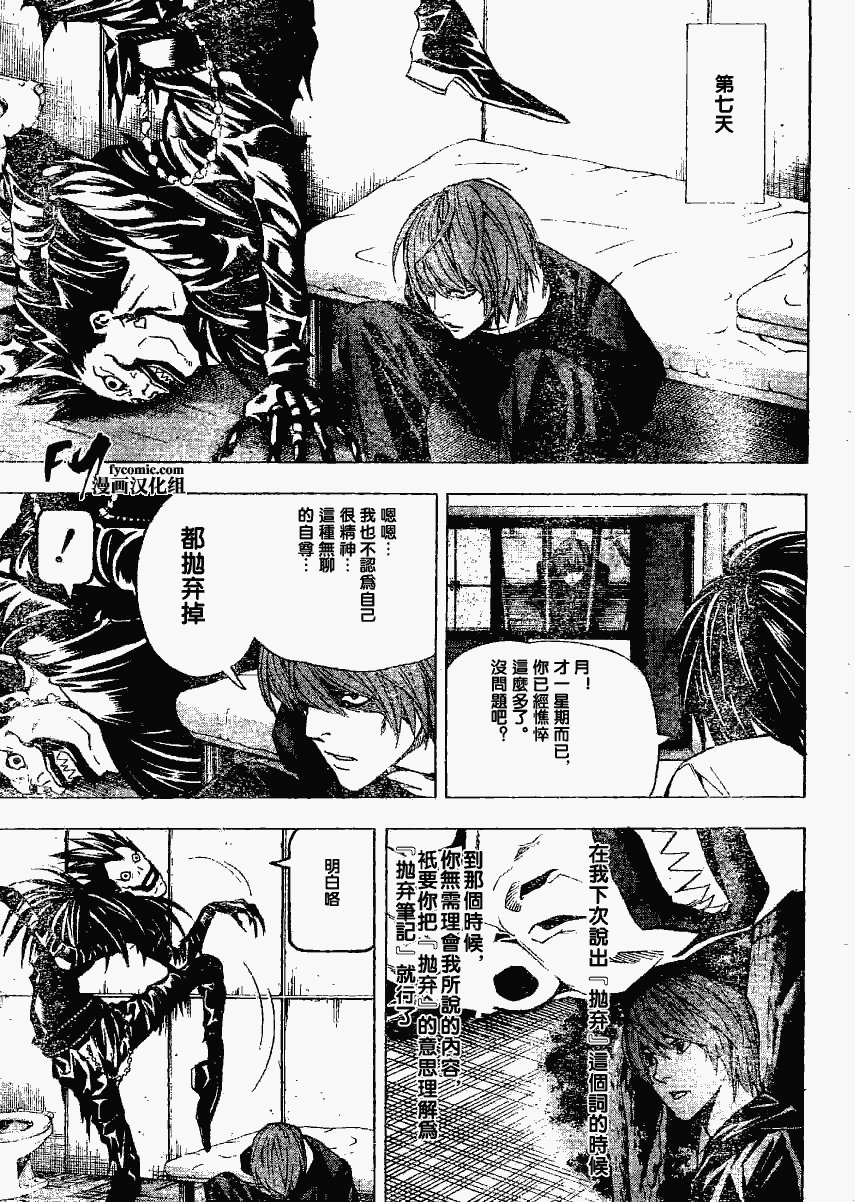 第七天
fycomic.com
漫画汉化组
月！
才一星期而已，
你已經憔悴
這麼多了。
沒問題吧？
嗯嗯…
我也不認為自己
很精神…
這種無聊
的自尊…
都拋弃掉
！
在我下次說出『拋弃』這個詞的時候
到那個時候，
你無需理會我所說的內容，
衹要你把『拋弃』的意思理解為
『拋弃筆記』就行了
明白咯